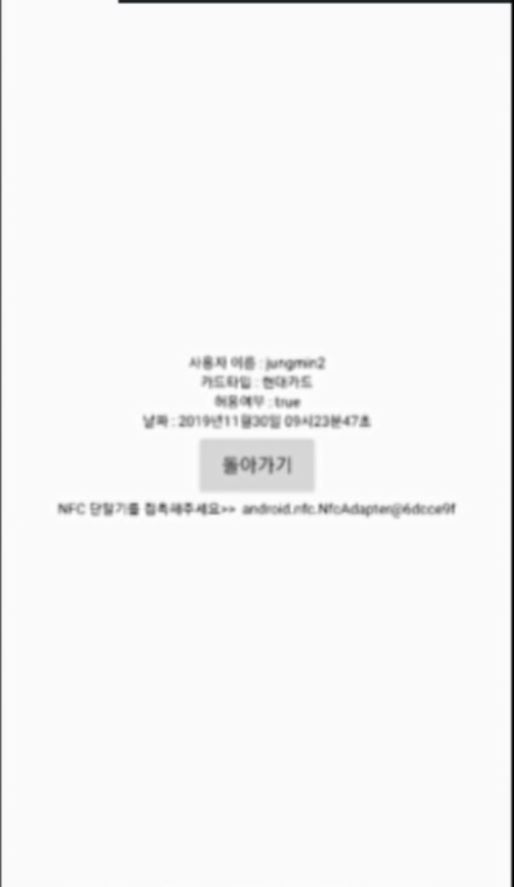 사용자 이름 : jungmin2
카드타입 : 현대카드
허용여부 : true
날짜 : 2019년11월30일 09시23분47초
돌아가기
NFC 단말기를 접촉해주세요>> android.nfc.NfcAdapter@6dcce9f